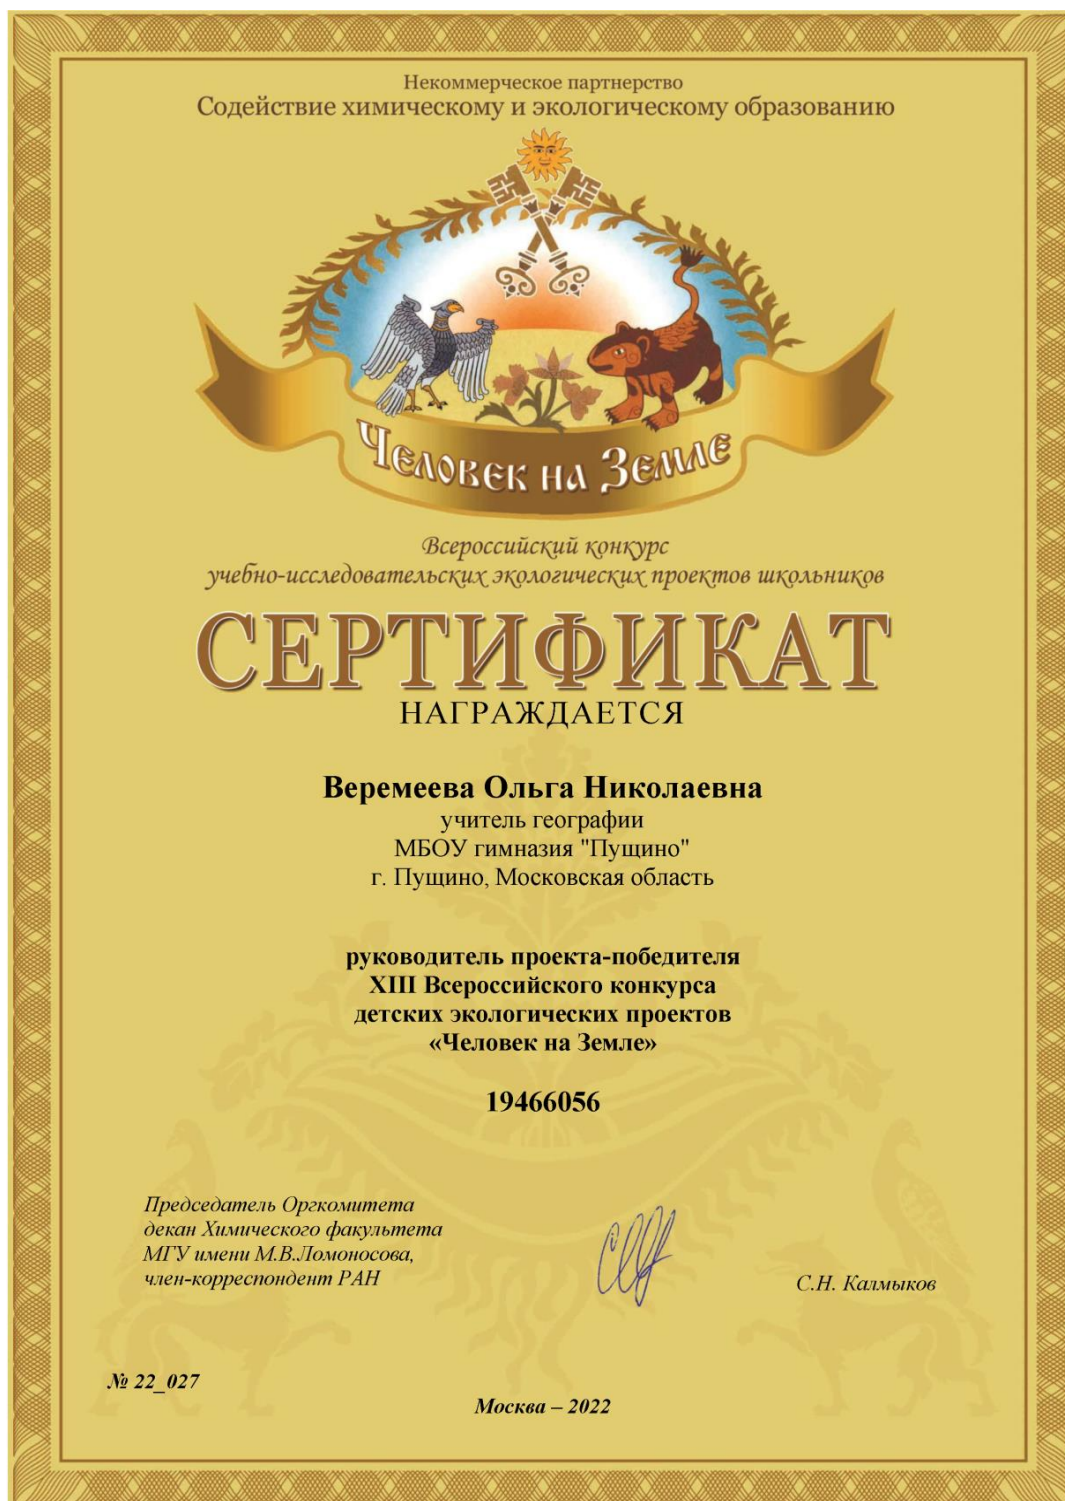 Некоммерческое партнерство
Содействие химическому и экологическому образованию
Человек на Земле
Всероссийский конкурс
учебно-исследовательских экологических проектов школьников
СЕРТИФИКАТ
НАГРАЖДАЕТСЯ
Веремеева Ольга Николаевна
учитель географии
МБОУ гимназия "Пущино"
г. Пущино, Московская область
руководитель проекта-победителя
XIII Всероссийского конкурса
детских экологических проектов
«Человек на Земле»
19466056
Председатель Оргкомитета
декан Химического факультета
МГУ имени М.В.Ломоносова,
член-корреспондент РАН
С.Н. Калмыков
№ 22_027
Москва – 2022